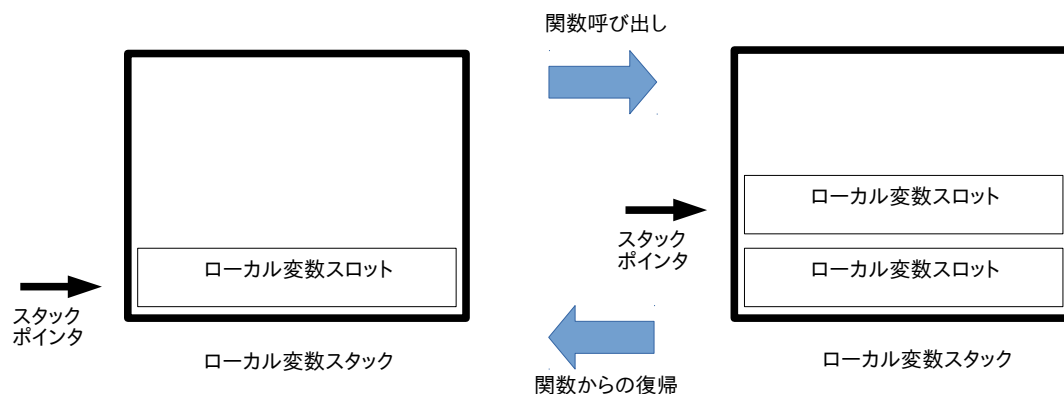 関数呼び出し
ローカル変数スロット
スタック
ポインタ
ローカル変数スロット
ローカル変数スロット
スタック
ポインタ
ローカル変数スタック
ローカル変数スタック
関数からの復帰